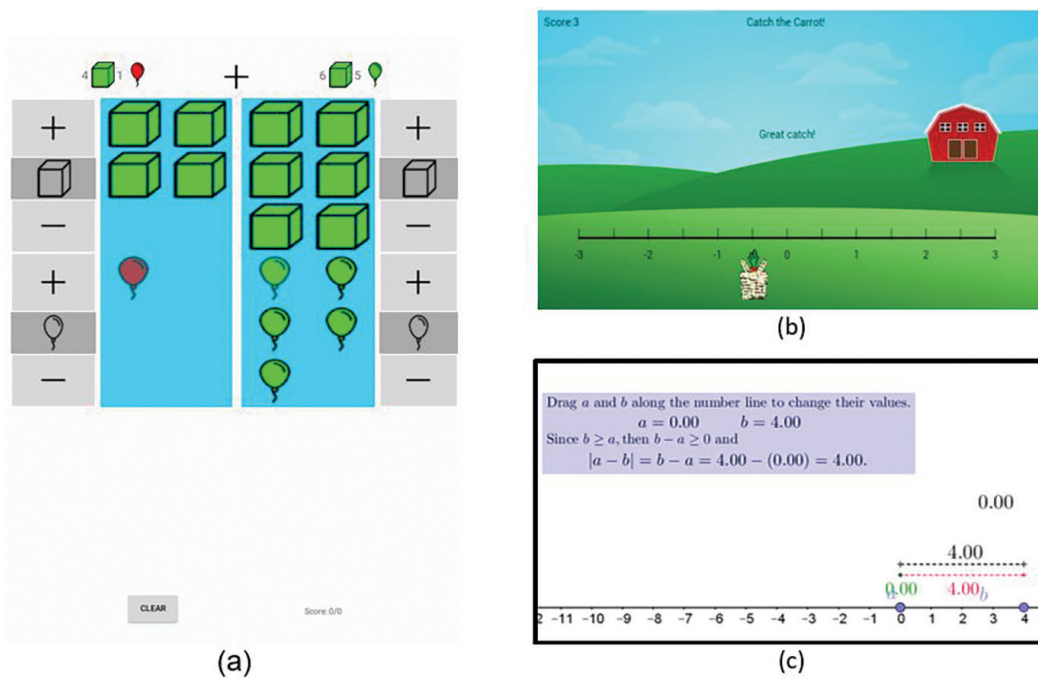 4 1 + 6 5
+ +
- -
+ +
- -
CLEAR Score: 0/0
(a)
Score:3 Catch the Carrot!
Great catch!
-3 -2 -1 0 1 2 3
(b)
Drag a and b along the number line to change their values.
a = 0.00 b = 4.00
Since b ≥ a, then b − a ≥ 0 and
|a − b| = b − a = 4.00 − (0.00) = 4.00.
0.00
4.00
0.00 4.00
a b
2 -11 -10 -9 -8 -7 -6 -5 -4 -3 -2 -1 0 1 2 3 4
(c)